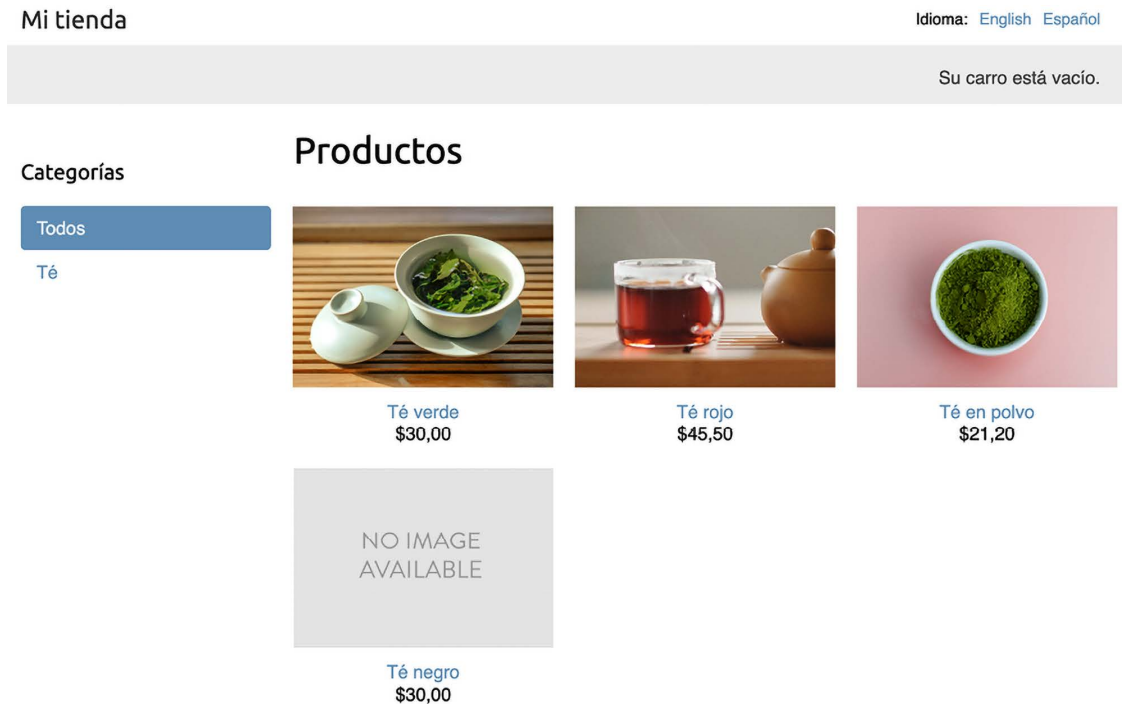 Mi tienda
Idioma: English Español
Su carro está vacío.
Categorías
Todos
Té
Productos
Té verde
$30,00
Té rojo
$45,50
Té en polvo
$21,20
NO IMAGE
AVAILABLE
Té negro
$30,00